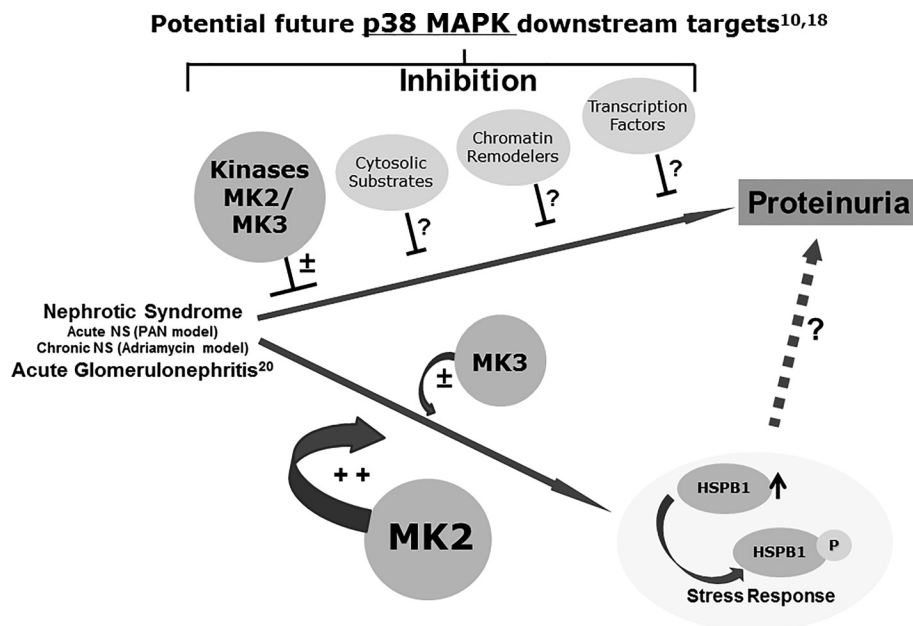 Potential future p38 MAPK downstream targets10,18
Inhibition
Kinases
MK2/
MK3
Cytosolic
Substrates
Chromatin
Remodelers
Transcription
Factors
±
?
?
?
Proteinuria
Nephrotic Syndrome
Acute NS (PAN model)
Chronic NS (Adriamycin model)
Acute Glomerulonephritis20
MK3
±
?
+ +
MK2
HSPB1
HSPB1
P
Stress Response